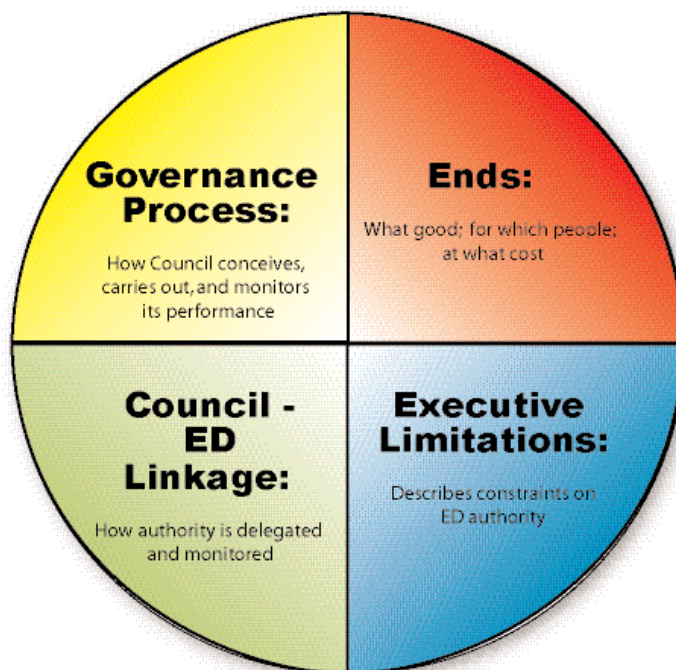 Governance
Process:
How Council conceives,
carries out, and monitors
its performance
Ends:
What good; for which people;
at what cost
Council -
ED
Linkage:
How authority is delegated
and monitored
Executive
Limitations:
Describes constraints on
ED authority